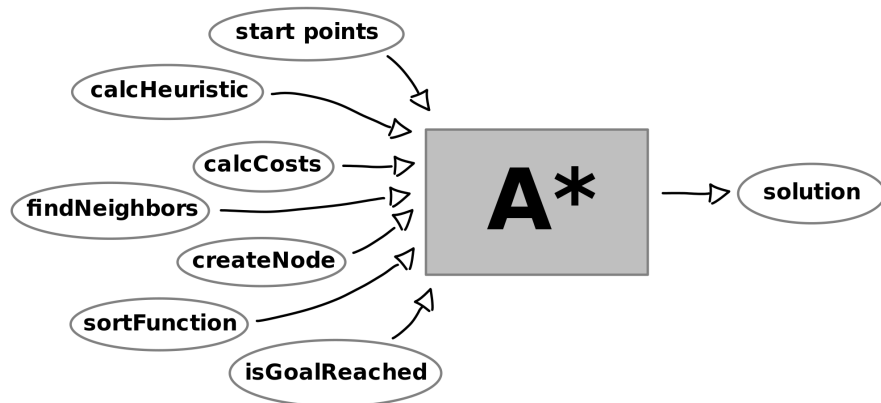 start points
calcHeuristic
calcCosts
findNeighbors
createNode
sortFunction
isGoalReached
A*
solution